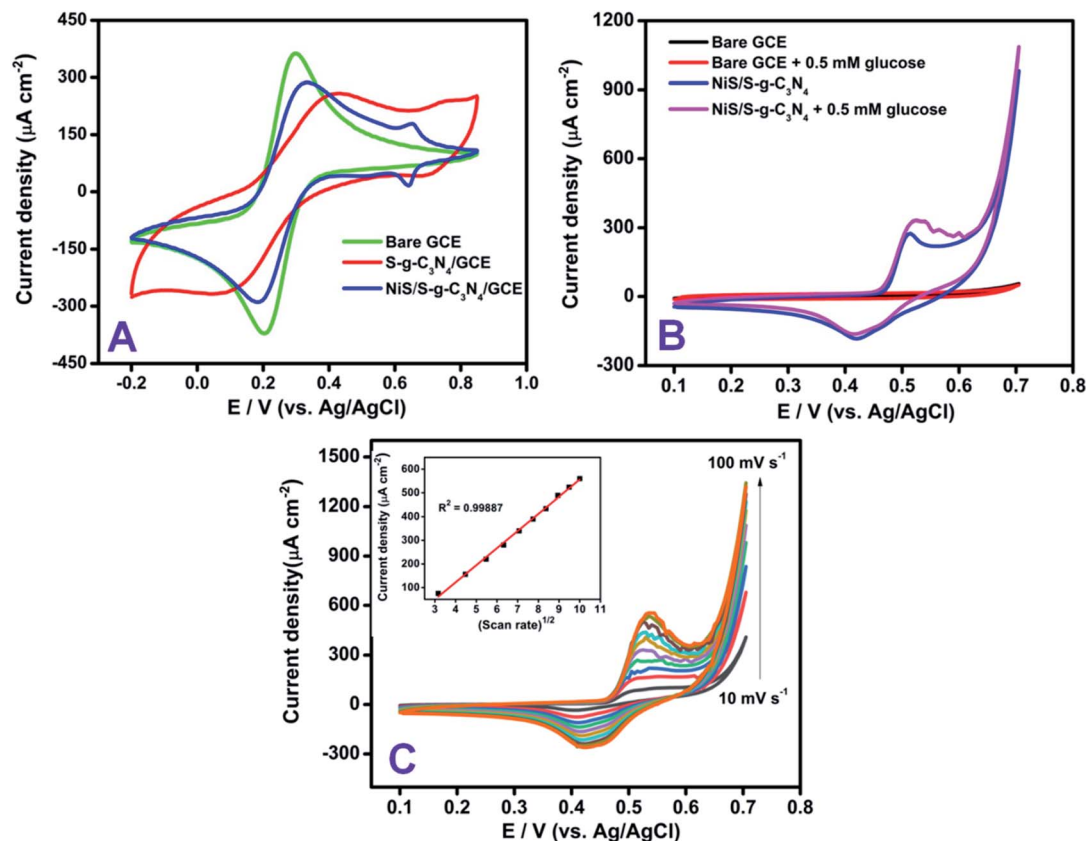 450
300
150
0
-150
-300
-450
Current density (μA cm⁻²)
Bare GCE
S-g-C₃N₄/GCE
NiS/S-g-C₃N₄/GCE
A
-0.2 0.0 0.2 0.4 0.6 0.8 1.0
E / V (vs. Ag/AgCl)
1200
900
600
300
0
-300
Current density (μA cm⁻²)
Bare GCE
Bare GCE + 0.5 mM glucose
NiS/S-g-C₃N₄
NiS/S-g-C₃N₄ + 0.5 mM glucose
B
0.1 0.2 0.3 0.4 0.5 0.6 0.7 0.8
E / V (vs. Ag/AgCl)
1500
1200
900
600
300
0
-300
Current density(μA cm⁻²)
600
500
400
300
200
100
Current density (μA cm⁻²)
R² = 0.99887
3 4 5 6 7 8 9 10 11
(Scan rate)¹/²
100 mV s⁻¹
10 mV s⁻¹
C
0.1 0.2 0.3 0.4 0.5 0.6 0.7 0.8
E / V (vs. Ag/AgCl)